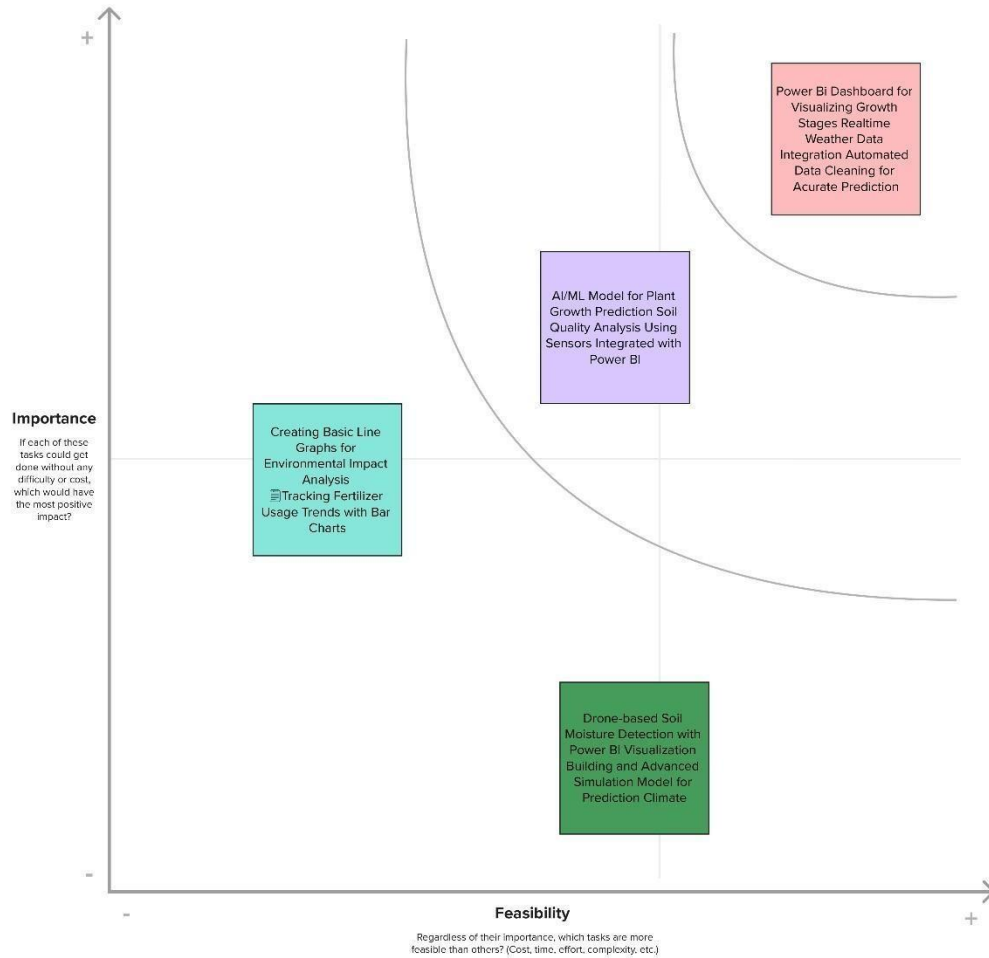 +
Power Bi Dashboard for
Visualizing Growth
Stages Realtime
Weather Data
Integration Automated
Data Cleaning for
Acurate Prediction
AI/ML Model for Plant
Growth Prediction Soil
Quality Analysis Using
Sensors Integrated with
Power BI
Importance
If each of these
tasks could get
done without any
difficulty or cost,
which would have
the most positive
impact?
Creating Basic Line
Graphs for
Environmental Impact
Analysis
Tracking Fertilizer
Usage Trends with Bar
Charts
Drone-based Soil
Moisture Detection with
Power BI Visualization
Building and Advanced
Simulation Model for
Prediction Climate
-
-
Feasibility
+
Regardless of their importance, which tasks are more
feasible than others? (Cost, time, effort, complexity, etc.)